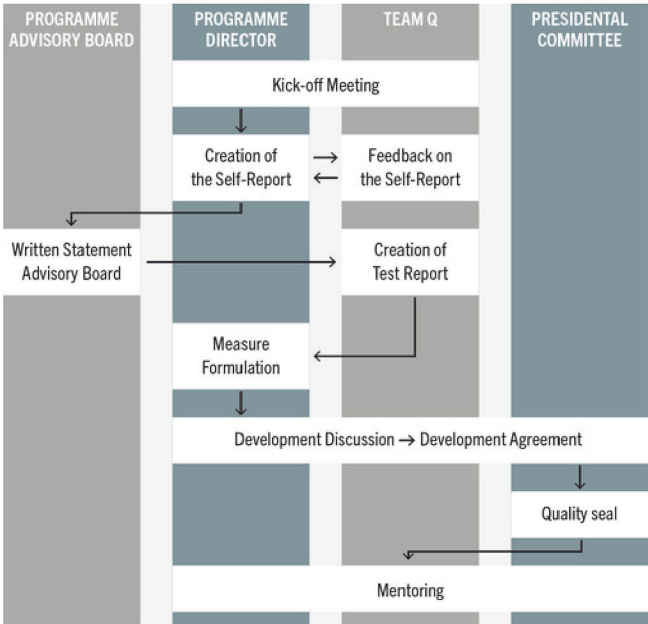 PROGRAMME
ADVISORY BOARD
PROGRAMME
DIRECTOR
TEAM Q
PRESIDENTAL
COMMITTEE
Kick-off Meeting
Creation of
the Self-Report
Feedback on
the Self-Report
Written Statement
Advisory Board
Creation of
Test Report
Measure
Formulation
Development Discussion → Development Agreement
Quality seal
Mentoring